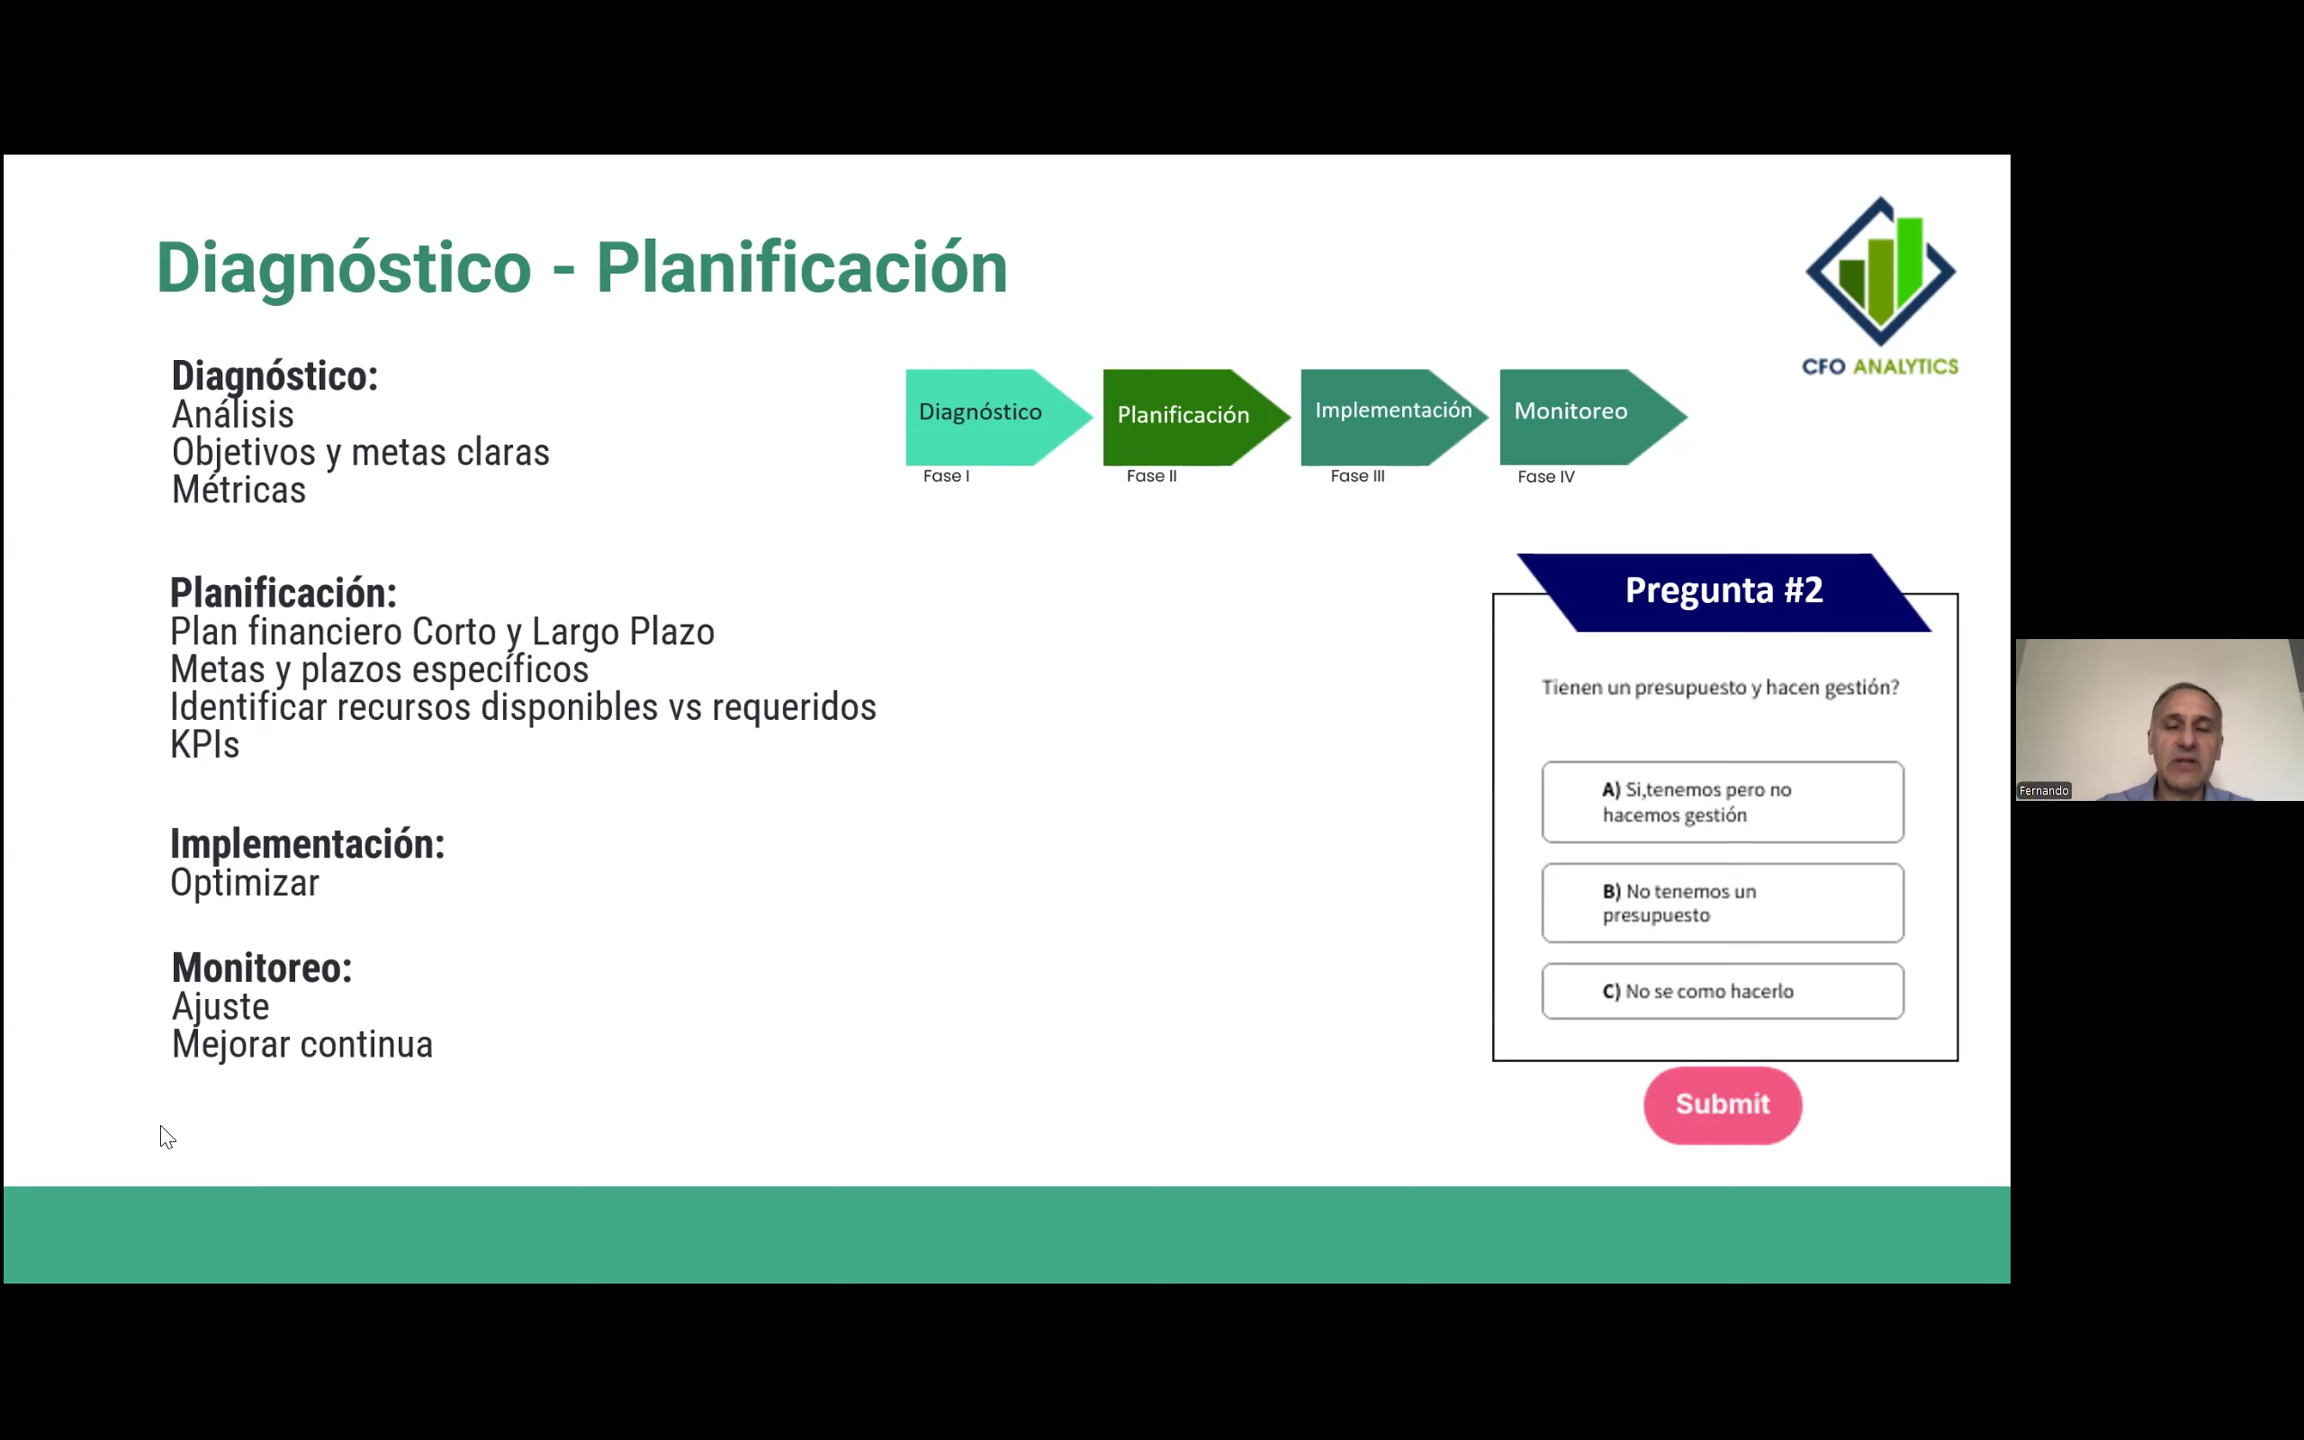 Diagnóstico - Planificación
CFO ANALYTICS
Diagnóstico:
Análisis
Objetivos y metas claras
Métricas
Diagnóstico
Planificación
Implementación
Monitoreo
Fase I
Fase II
Fase III
Fase IV
Planificación:
Plan financiero Corto y Largo Plazo
Metas y plazos específicos
Identificar recursos disponibles vs requeridos
KPIs
Implementación:
Optimizar
Monitoreo:
Ajuste
Mejorar continua
Pregunta #2
Tienen un presupuesto y hacen gestión?
A) Si,tenemos pero no
hacemos gestión
B) No tenemos un
presupuesto
C) No se como hacerlo
Submit
Fernando